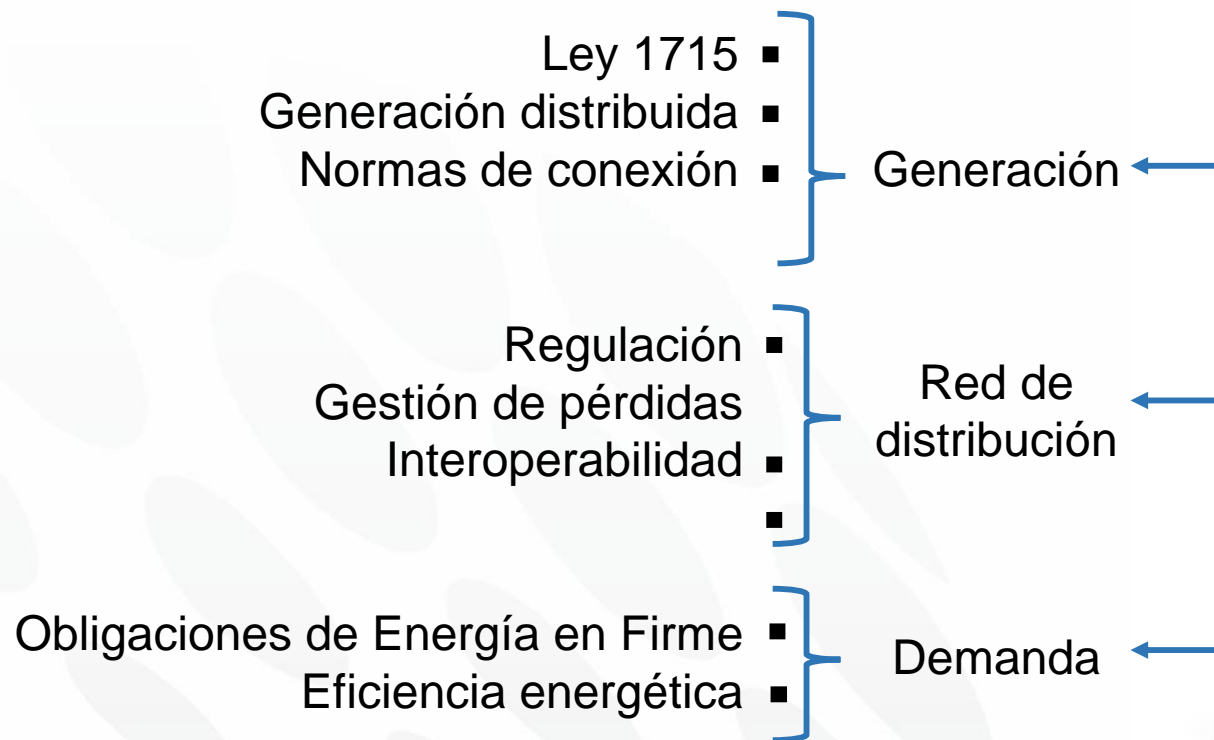 Ley 1715 ▪
Generación distribuida ▪
Normas de conexión ▪
Generación
Regulación ▪
Gestión de pérdidas
Interoperabilidad ▪
▪
Red de
distribución
Obligaciones de Energía en Firme ▪
Eficiencia energética ▪
Demanda